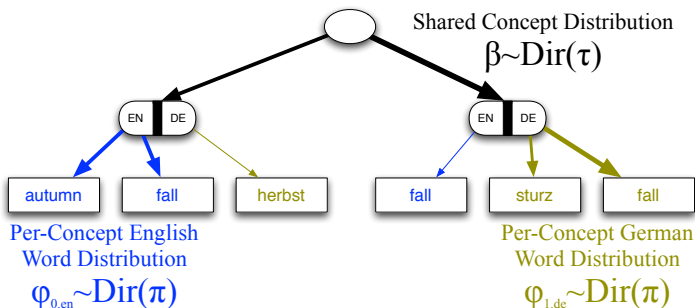 Shared Concept Distribution
β~Dir(τ)
EN DE
EN DE
autumn
fall
herbst
fall
sturz
fall
Per-Concept English
Word Distribution
φ0,en~Dir(π)
Per-Concept German
Word Distribution
φ1,de~Dir(π)